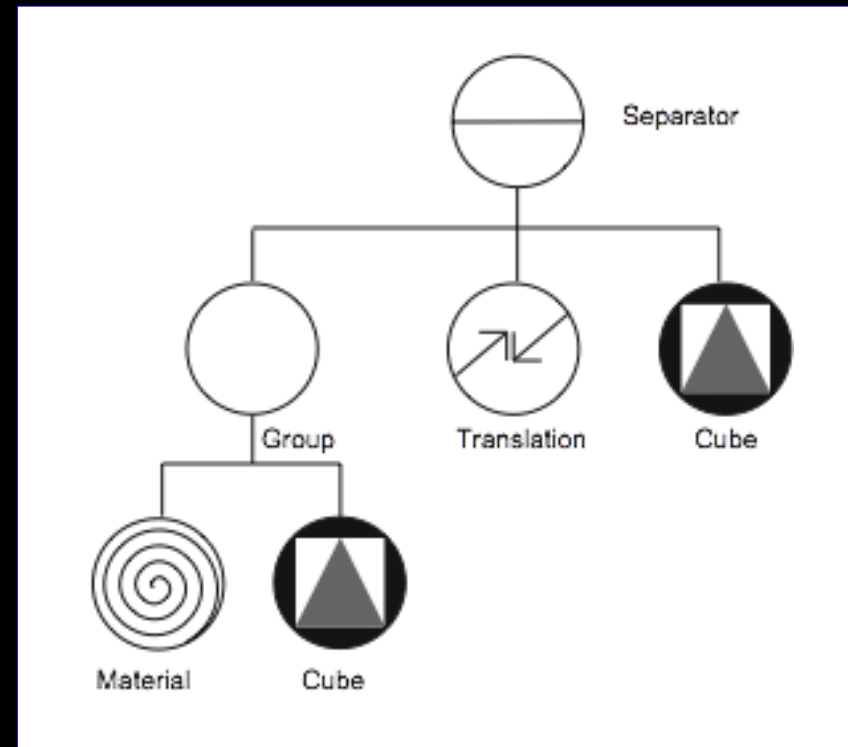 Separator
Group
Translation
Cube
Material
Cube